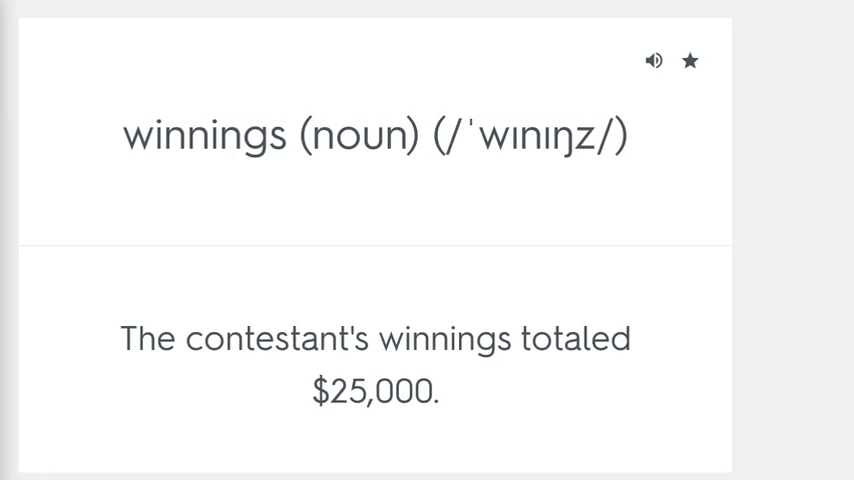 winnings (noun) (/ˈwɪnɪŋz/)
The contestant's winnings totaled
$25,000.